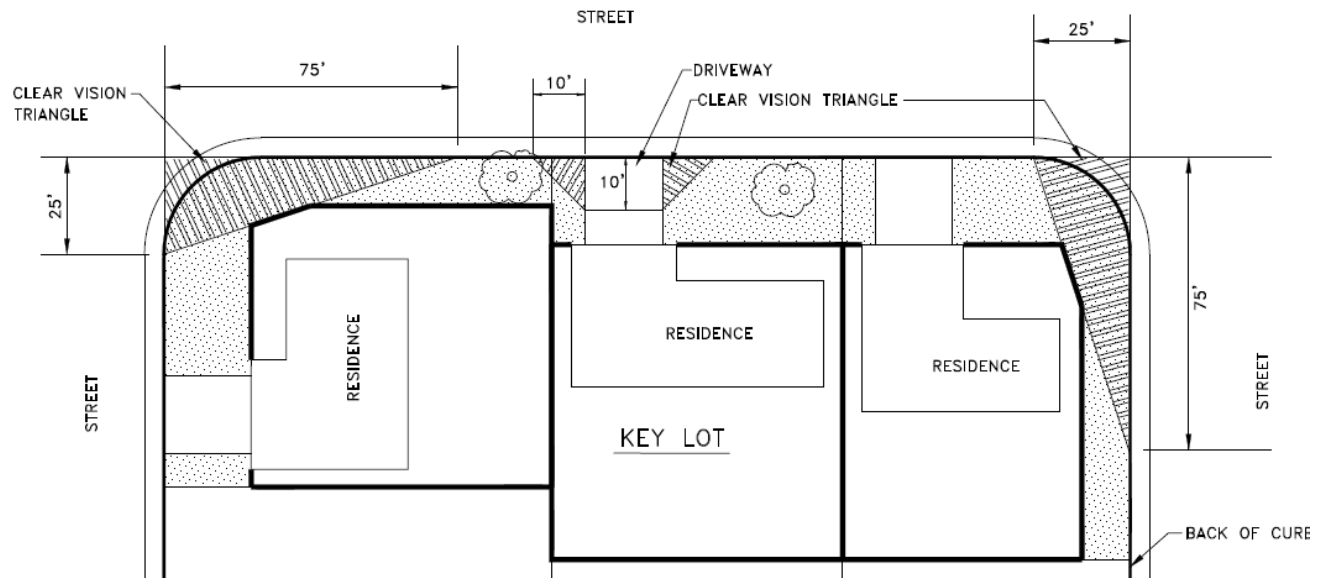 STREET
25'
75'
10'
DRIVEWAY
CLEAR VISION
TRIANGLE
CLEAR VISION TRIANGLE
10'
25'
75'
RESIDENCE
RESIDENCE
RESIDENCE
STREET
STREET
KEY LOT
BACK OF CURB